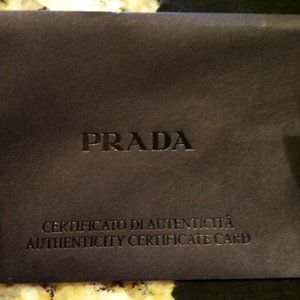 PRADA
CERTIFICATO DI AUTENTICITÀ
AUTHENTICITY CERTIFICATE CARD